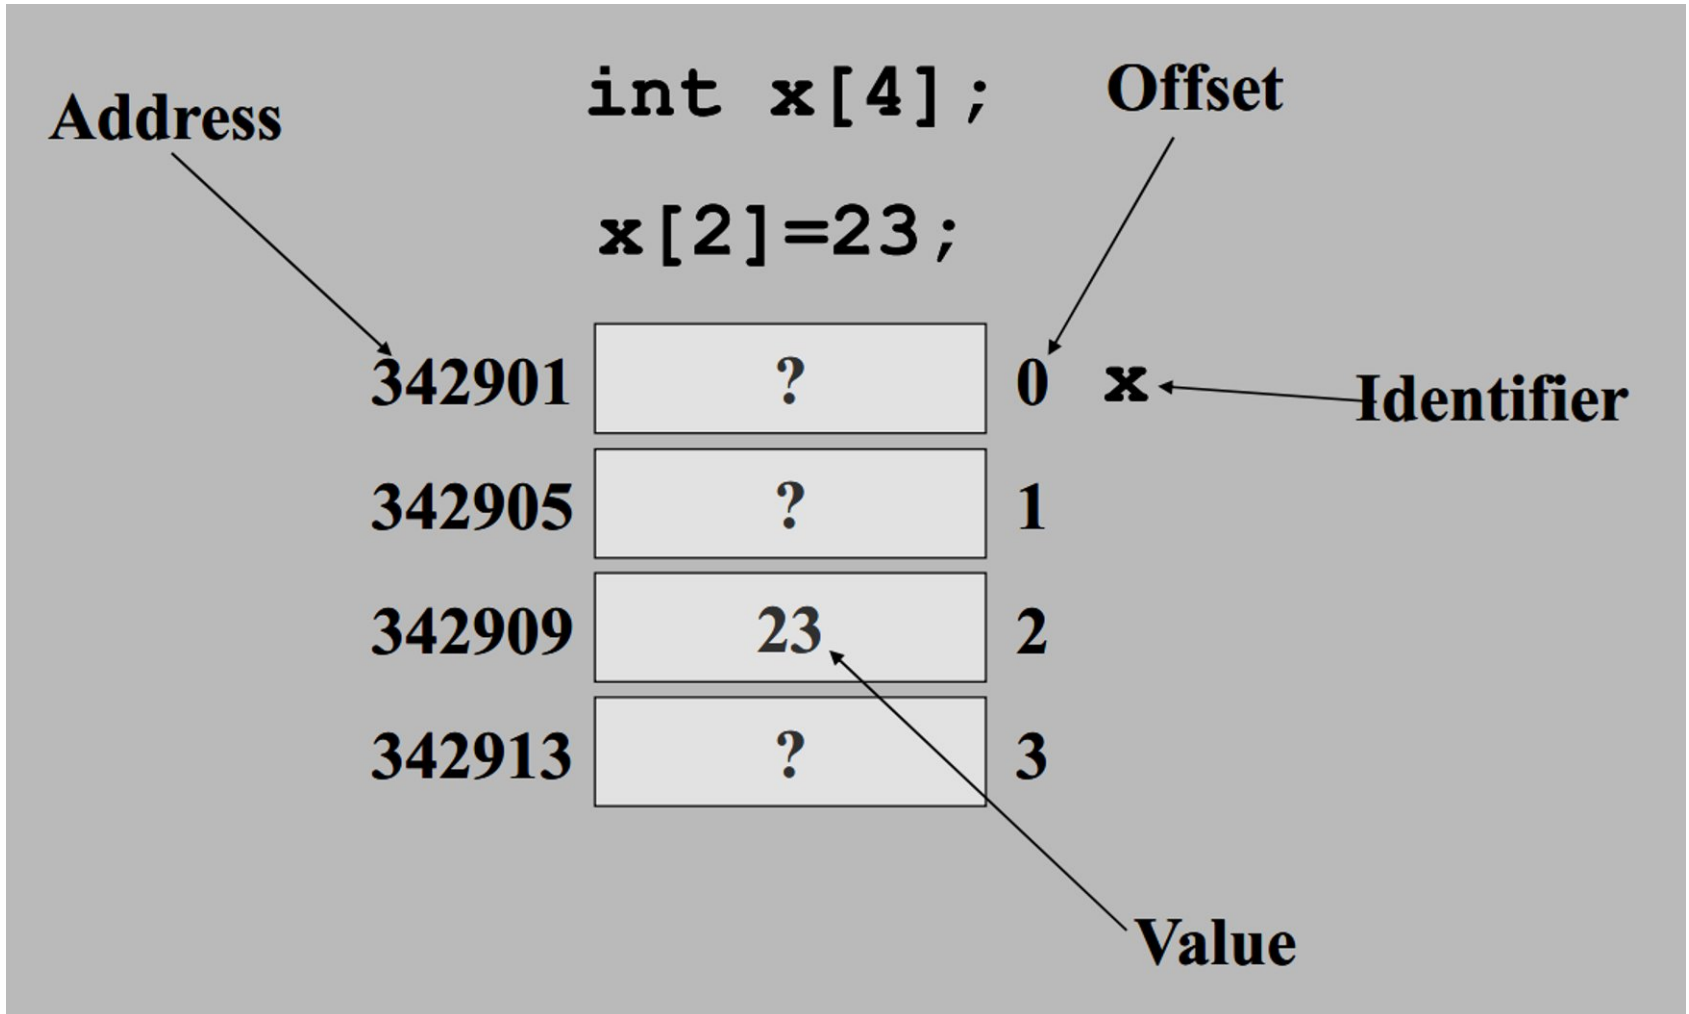 int x[4];
Offset
Address
x[2]=23;
342901 ? 0 x Identifier
342905 ? 1
342909 23 2
342913 ? 3
Value